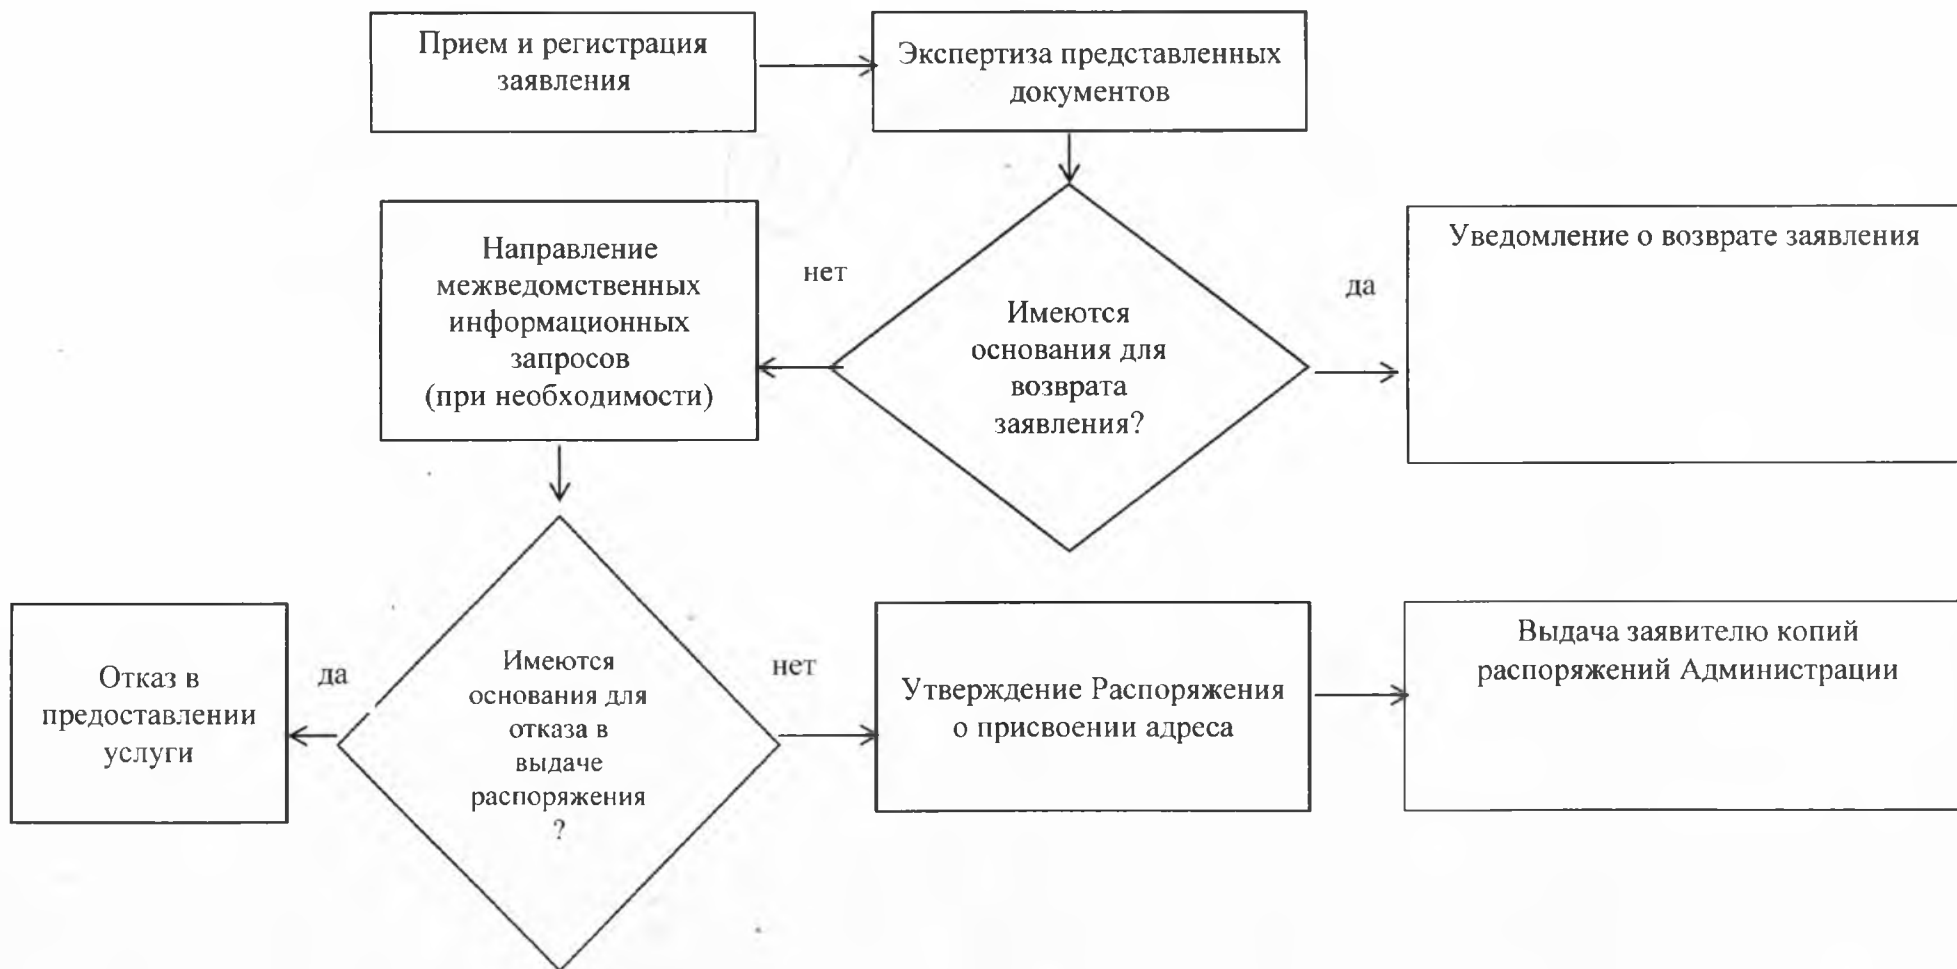 Прием и регистрация
заявления
Экспертиза представленных
документов
Направление
межведомственных
информационных
запросов
(при необходимости)
нет
Имеются
основания для
возврата
заявления?
да
Уведомление о возврате заявления
Отказ в
предоставлении
услуги
да
Имеются
основания для
отказа в
выдаче
распоряжения
?
нет
Утверждение Распоряжения
о присвоении адреса
Выдача заявителю копий
распоряжений Администрации